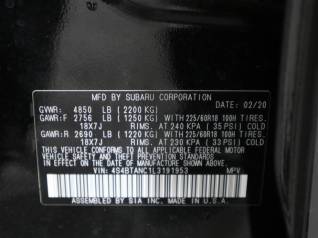 MFD.BY SUBARU CORPORATION
DATE: 02/20
GVWR: 4850 LB (2200 KG)
GAWR:F 2756 LB (1250 KG) WITH 225/60R18 100H TIRES.
18X7J RIMS. AT 240 KPA (35 PSI) COLD
GAWR:R 2690 LB (1220 KG) WITH 225/60R18 100H TIRES.
18X7J RIMS. AT 230 KPA (33 PSI) COLD
THIS VEHICLE CONFORMS TO ALL APPLICABLE FEDERAL MOTOR
VEHICLE SAFETY AND THEFT PREVENTION STANDARDS IN EFFECT
ON THE DATE OF MANUFACTURE SHOWN ABOVE.
VIN: 4S4BTANC1L3191953 MPV
ASSEMBLED BY SIA INC. MADE IN U.S.A.